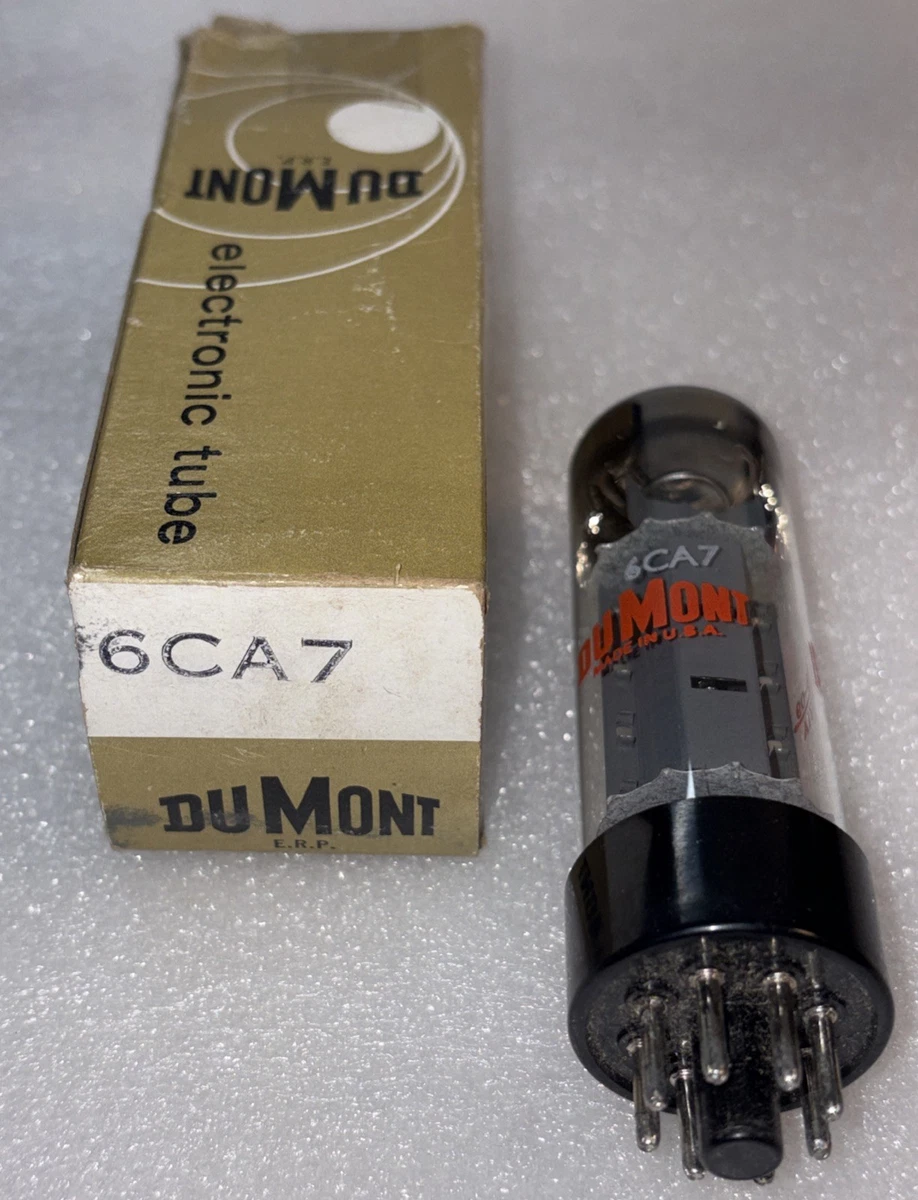 DUMONT
E.R.P.
electronic tube
6CA7
DUMONT
E.R.P.
6CA7
DUMONT
MADE IN U.S.A.